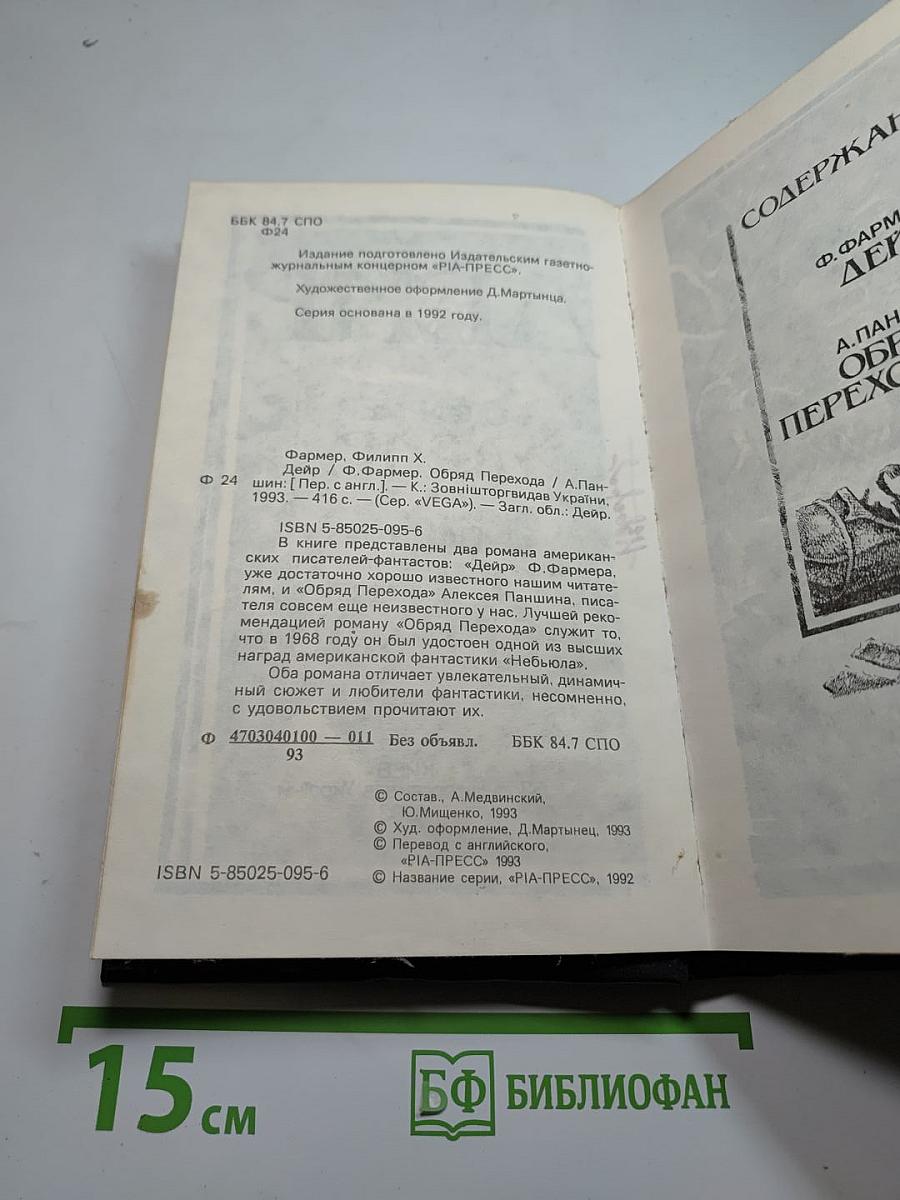 ББК 84.7 СПО
Ф24
Издание подготовлено Издательским газетно-
журнальным концерном «РІА-ПРЕСС».
Художественное оформление Д.Мартынца.
Серия основана в 1992 году.
Фармер, Филипп Х.
Ф 24
Дейр / Ф.Фармер. Обряд Перехода / А.Пан-
шин: [ Пер. с англ.]. — К.: Зовнішторгвидав України,
1993. — 416 с. — (Сер. «VEGA»). — Загл. обл.: Дейр.
ISBN 5-85025-095-6
В книге представлены два романа американ-
ских писателей-фантастов: «Дейр» Ф.Фармера,
уже достаточно хорошо известного нашим читате-
лям, и «Обряд Перехода» Алексея Паншина, писа-
теля совсем еще неизвестного у нас. Лучшей реко-
мендацией роману «Обряд Перехода» служит то,
что в 1968 году он был удостоен одной из высших
наград американской фантастики «Небьюла».
Оба романа отличает увлекательный, динамич-
ный сюжет и любители фантастики, несомненно,
с удовольствием прочитают их.
Ф 4703040100 — 011 Без объявл. ББК 84.7 СПО
93
© Состав., А.Медвинский,
Ю.Мищенко, 1993
© Худ. оформление, Д.Мартынец, 1993
© Перевод с английского,
«РІА-ПРЕСС» 1993
ISBN 5-85025-095-6
© Название серии, «РІА-ПРЕСС», 1992
СОДЕРЖАН
Ф.ФАРМ
ДЕЙ
А.ПАН
ОБР
ПЕРЕХО
15 см
БФ БИБЛИОФАН